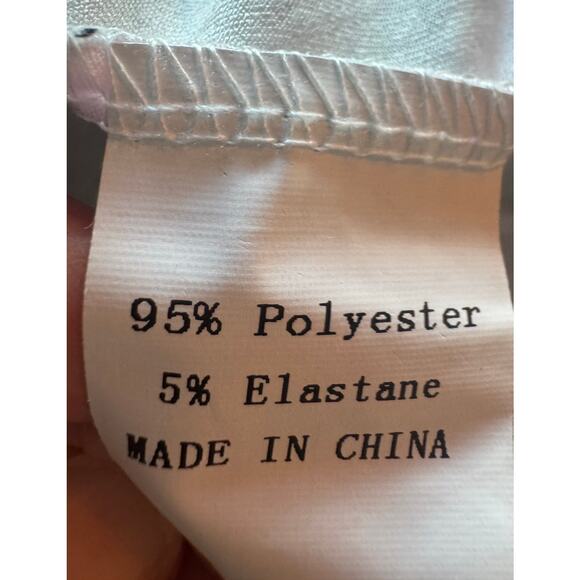 95% Polyester
5% Elastane
MADE IN CHINA